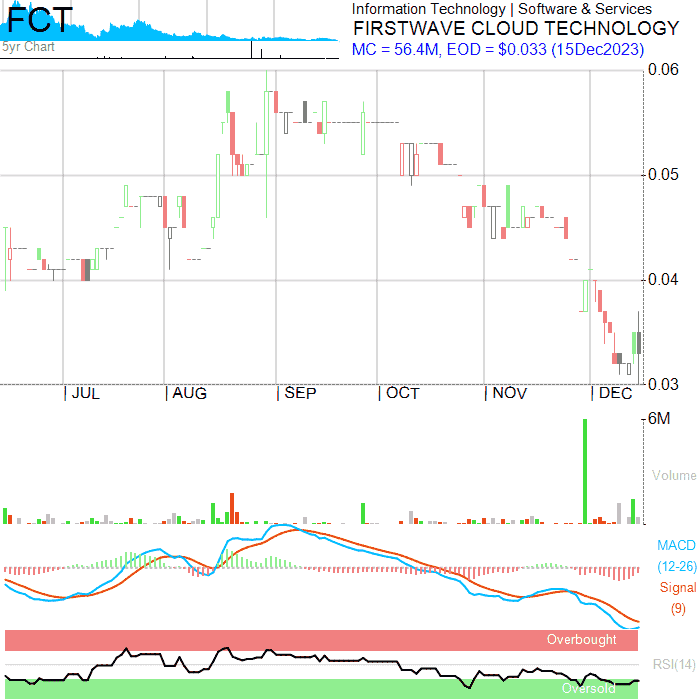 FCT
5yr Chart
Information Technology | Software & Services
FIRSTWAVE CLOUD TECHNOLOGY
MC = 56.4M, EOD = $0.033 (15Dec2023)
0.06
0.05
0.04
0.03
JUL AUG SEP OCT NOV DEC
6M
Volume
MACD
(12-26)
Signal
(9)
Overbought
RSI(14)
Oversold